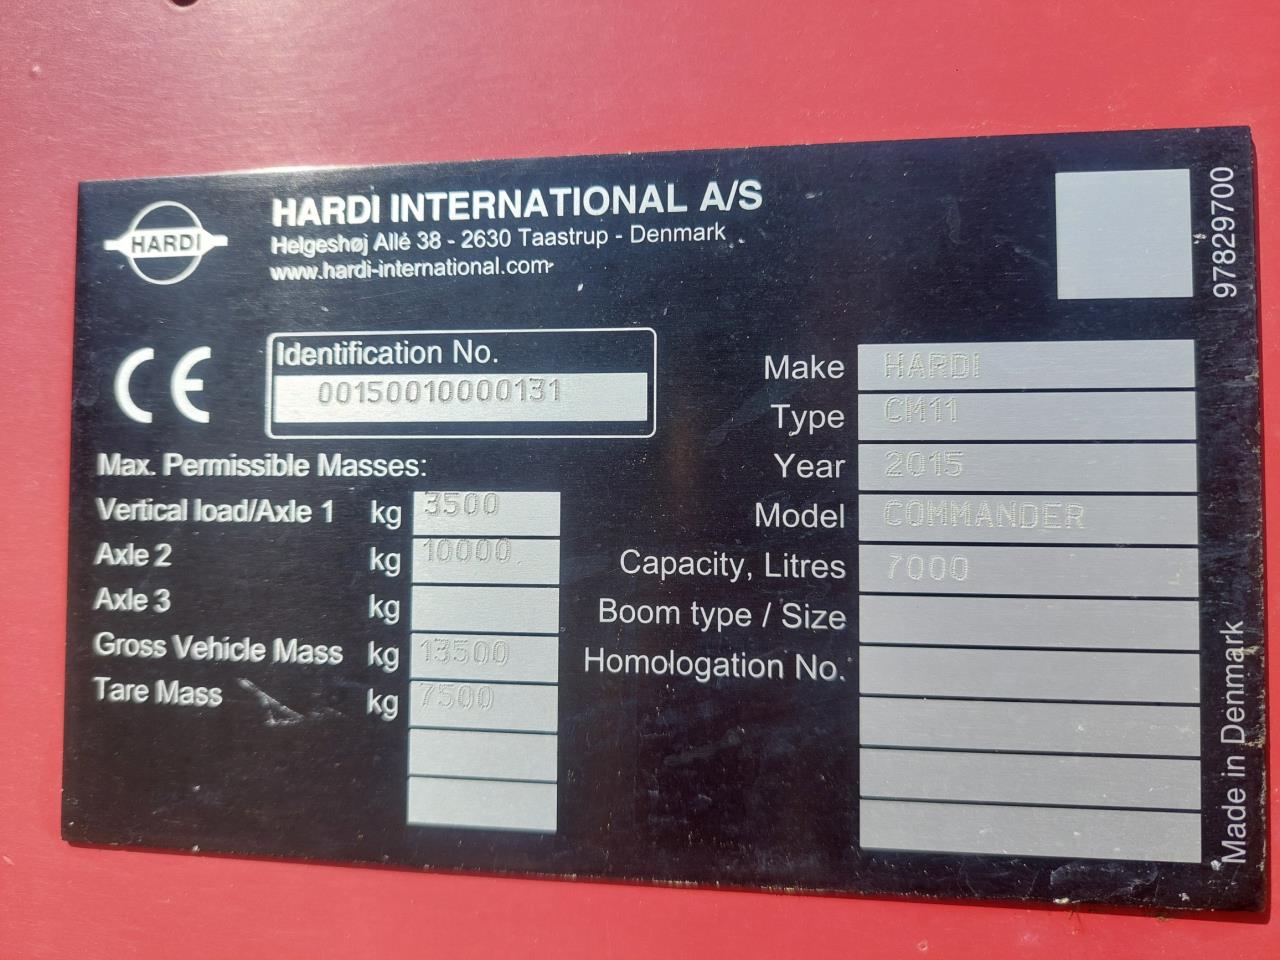 HARDI
HARDI INTERNATIONAL A/S
Helgeshøj Allé 38 - 2630 Taastrup - Denmark
www.hardi-international.com
97829700
CE
Identification No.
00150010000131
Max. Permissible Masses:
Vertical load/Axle 1 kg 3500
Axle 2 kg 10000
Axle 3 kg
Gross Vehicle Mass kg 13500
Tare Mass kg 7500
Make HARDI
Type CM11
Year 2015
Model COMMANDER
Capacity, Litres 7000
Boom type / Size
Homologation No.
Made in Denmark